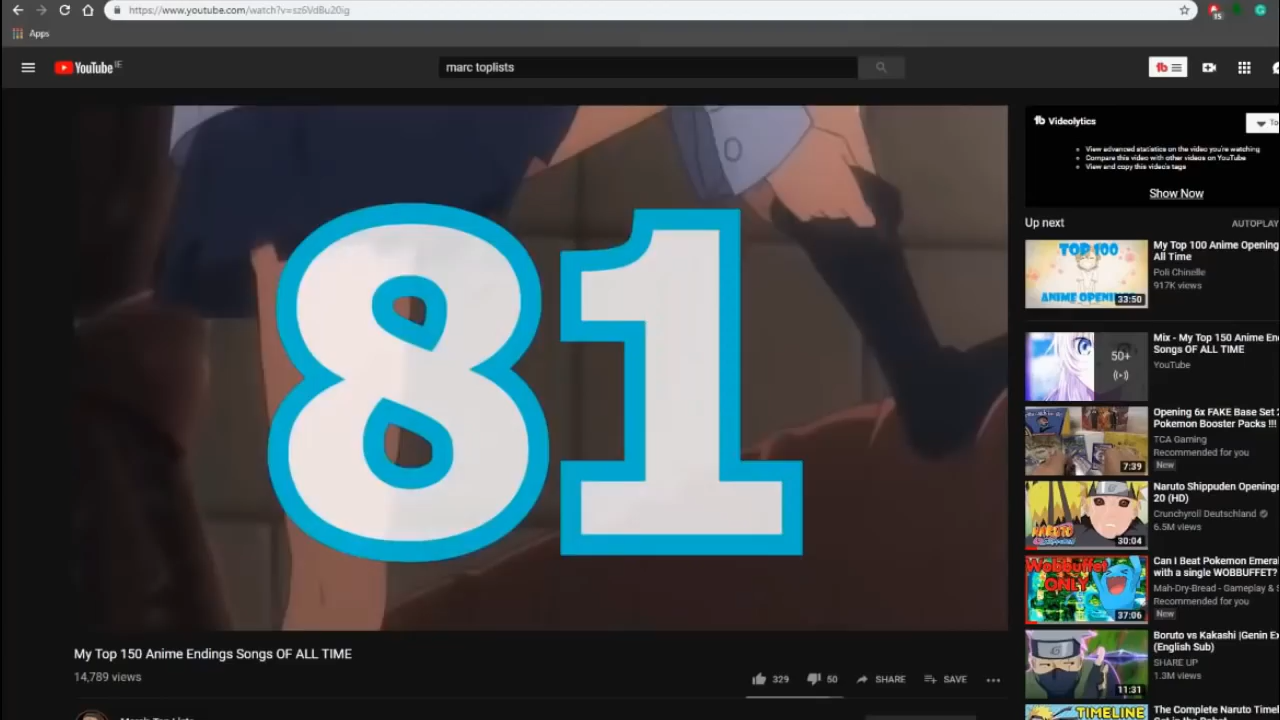 https://www.youtube.com/watch?v=sz6VdBu20ig
Apps
YouTube IE
marc toplists
81
My Top 150 Anime Endings Songs OF ALL TIME
14,789 views
329
50
SHARE
SAVE
Videolytics
View advanced statistics on the video you're watching
Compare this video with other videos on YouTube
View and copy this video's tags
Show Now
Up next
AUTOPLAY
TOP 100
33:50
My Top 100 Anime Opening
All Time
Poli Chinelle
917K views
50+
Mix - My Top 150 Anime En
Songs OF ALL TIME
YouTube
7:39
Opening 6x FAKE Base Set
Pokemon Booster Packs !!!
TCA Gaming
Recommended for you
New
NARUTO
30:04
Naruto Shippuden Opening
20 (HD)
Crunchyroll Deutschland
6.5M views
Wobbuffet
ONLY
37:06
Can I Beat Pokemon Emera
with a single WOBBUFFET?
Mah-Dry-Bread - Gameplay &
Recommended for you
New
11:31
Boruto vs Kakashi |Genin E
(English Sub)
SHARE UP
1.3M views
TIMELINE
The Complete Naruto Timel